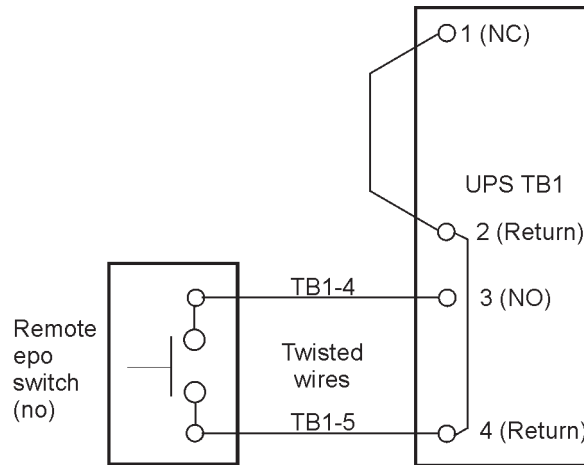 1 (NC)
UPS TB1
2 (Return)
TB1-4
3 (NO)
Remote
epo
switch
(no)
Twisted
wires
TB1-5
4 (Return)